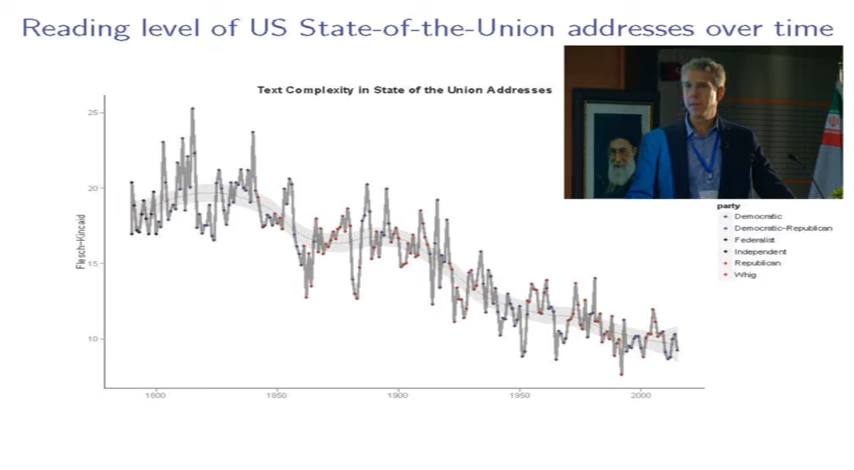 Reading level of US State-of-the-Union addresses over time
Text Complexity in State of the Union Addresses
25
20
15
10
Flesch-Kincaid
1800
1850
1900
1950
2000
party
Democratic
Democratic-Republican
Federalist
Independent
Republican
Whig